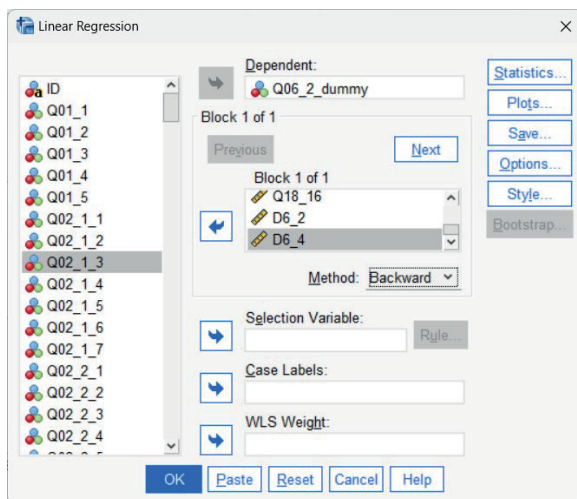 Linear Regression
ID
Q01_1
Q01_2
Q01_3
Q01_4
Q01_5
Q02_1_1
Q02_1_2
Q02_1_3
Q02_1_4
Q02_1_5
Q02_1_6
Q02_1_7
Q02_2_1
Q02_2_2
Q02_2_3
Q02_2_4
Dependent:
Q06_2_dummy
Block 1 of 1
Previous
Next
Block 1 of 1
Q18_16
D6_2
D6_4
Method: Backward
Selection Variable:
Rule...
Case Labels:
WLS Weight:
Statistics...
Plots...
Save...
Options...
Style...
Bootstrap...
OK Paste Reset Cancel Help